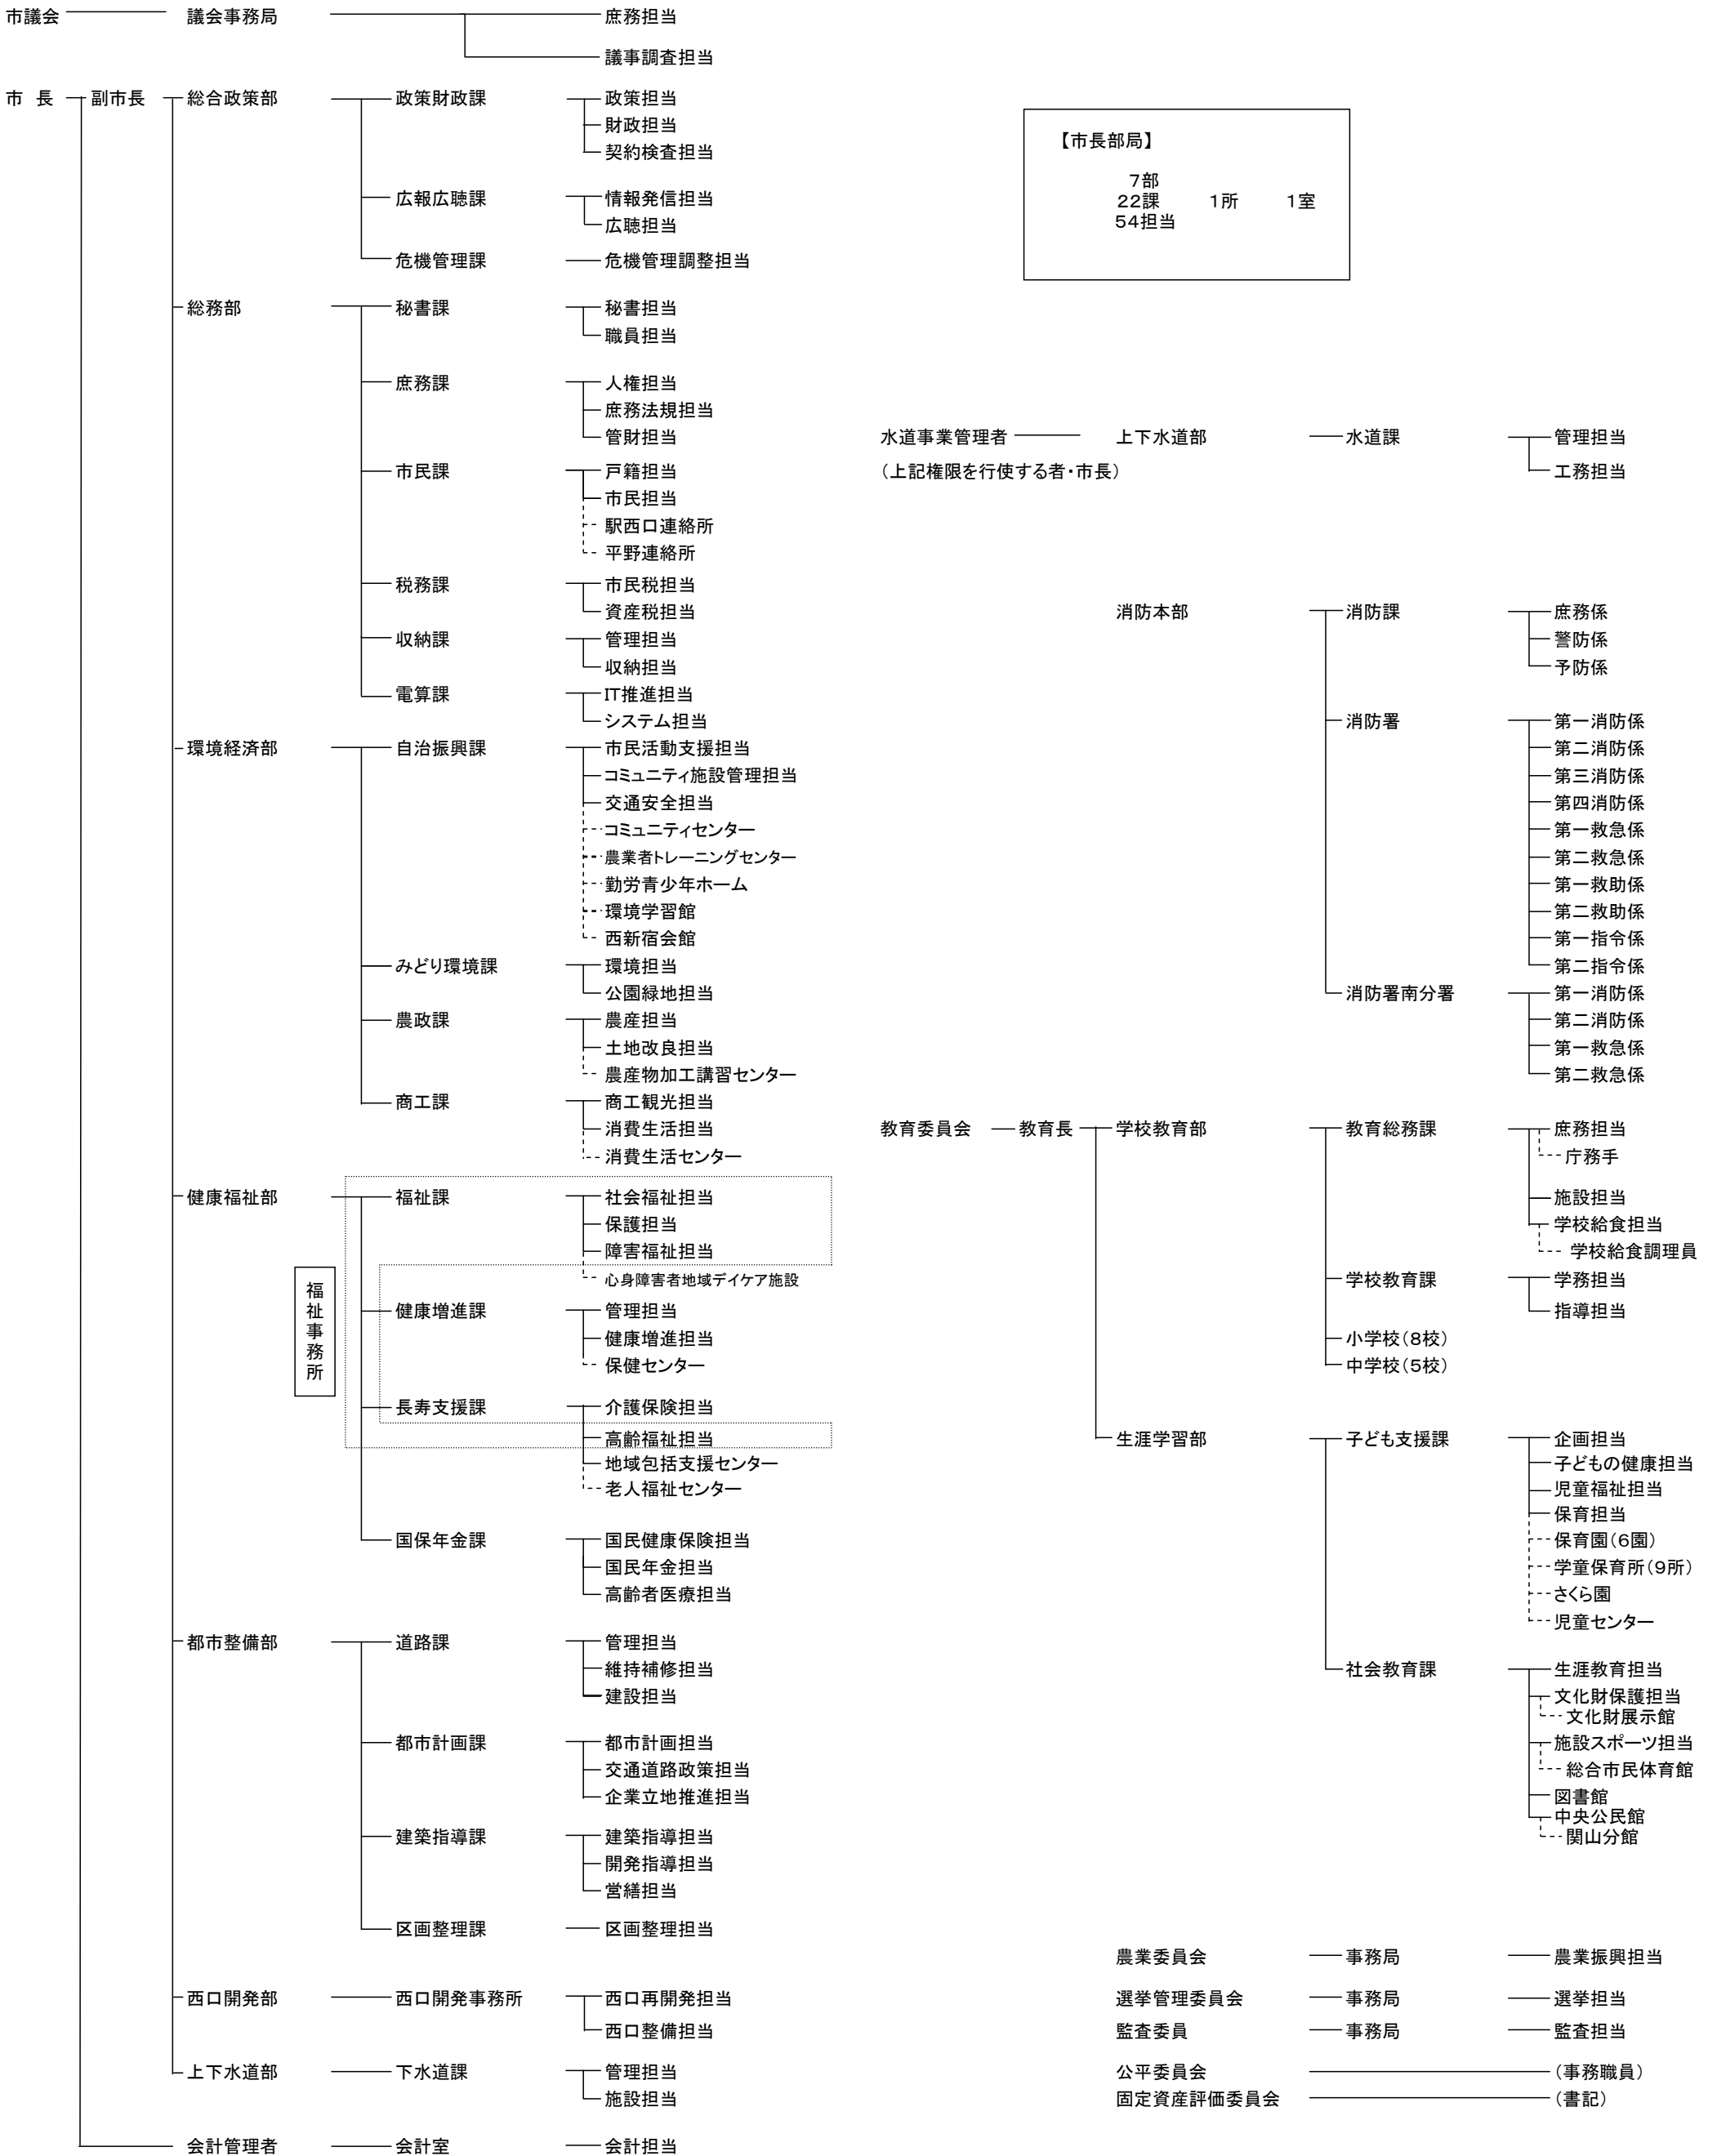 市議会 議会事務局 庶務担当
議事調査担当
市 長 副市長 総合政策部 政策財政課 政策担当
財政担当
契約検査担当
広報広聴課 情報発信担当
広聴担当
危機管理課 危機管理調整担当
総務部 秘書課 秘書担当
職員担当
庶務課 人権担当
庶務法規担当
管財担当
市民課 戸籍担当
市民担当
駅西口連絡所
平野連絡所
税務課 市民税担当
資産税担当
収納課 管理担当
収納担当
電算課 IT推進担当
システム担当
環境経済部 自治振興課 市民活動支援担当
コミュニティ施設管理担当
交通安全担当
コミュニティセンター
農業者トレーニングセンター
勤労青少年ホーム
環境学習館
西新宿会館
みどり環境課 環境担当
公園緑地担当
農政課 農産担当
土地改良担当
農産物加工講習センター
商工課 商工観光担当
消費生活担当
消費生活センター
健康福祉部 福祉課 社会福祉担当
保護担当
障害福祉担当
心身障害者地域デイケア施設
福祉事務所
健康増進課 管理担当
健康増進担当
保健センター
長寿支援課 介護保険担当
高齢福祉担当
地域包括支援センター
老人福祉センター
国保年金課 国民健康保険担当
国民年金担当
高齢者医療担当
都市整備部 道路課 管理担当
維持補修担当
建設担当
都市計画課 都市計画担当
交通道路政策担当
企業立地推進担当
建築指導課 建築指導担当
開発指導担当
営繕担当
区画整理課 区画整理担当
西口開発部 西口開発事務所 西口再開発担当
西口整備担当
上下水道部 下水道課 管理担当
施設担当
会計管理者 会計室 会計担当
【市長部局】
7部
22課 1所 1室
54担当
水道事業管理者 上下水道部 水道課 管理担当
(上記権限を行使する者・市長) 工務担当
消防本部 消防課 庶務係
警防係
予防係
消防署 第一消防係
第二消防係
第三消防係
第四消防係
第一救急係
第二救急係
第一救助係
第二救助係
第一指令係
第二指令係
消防署南分署 第一消防係
第二消防係
第一救急係
第二救急係
教育委員会 教育長 学校教育部 教育総務課 庶務担当
庁務手
施設担当
学校給食担当
学校給食調理員
学校教育課 学務担当
指導担当
小学校(8校)
中学校(5校)
生涯学習部 子ども支援課 企画担当
子どもの健康担当
児童福祉担当
保育担当
保育園(6園)
学童保育所(9所)
さくら園
児童センター
社会教育課 生涯教育担当
文化財保護担当
文化財展示館
施設スポーツ担当
総合市民体育館
図書館
中央公民館
関山分館
農業委員会 事務局 農業振興担当
選挙管理委員会 事務局 選挙担当
監査委員 事務局 監査担当
公平委員会 (事務職員)
固定資産評価委員会 (書記)